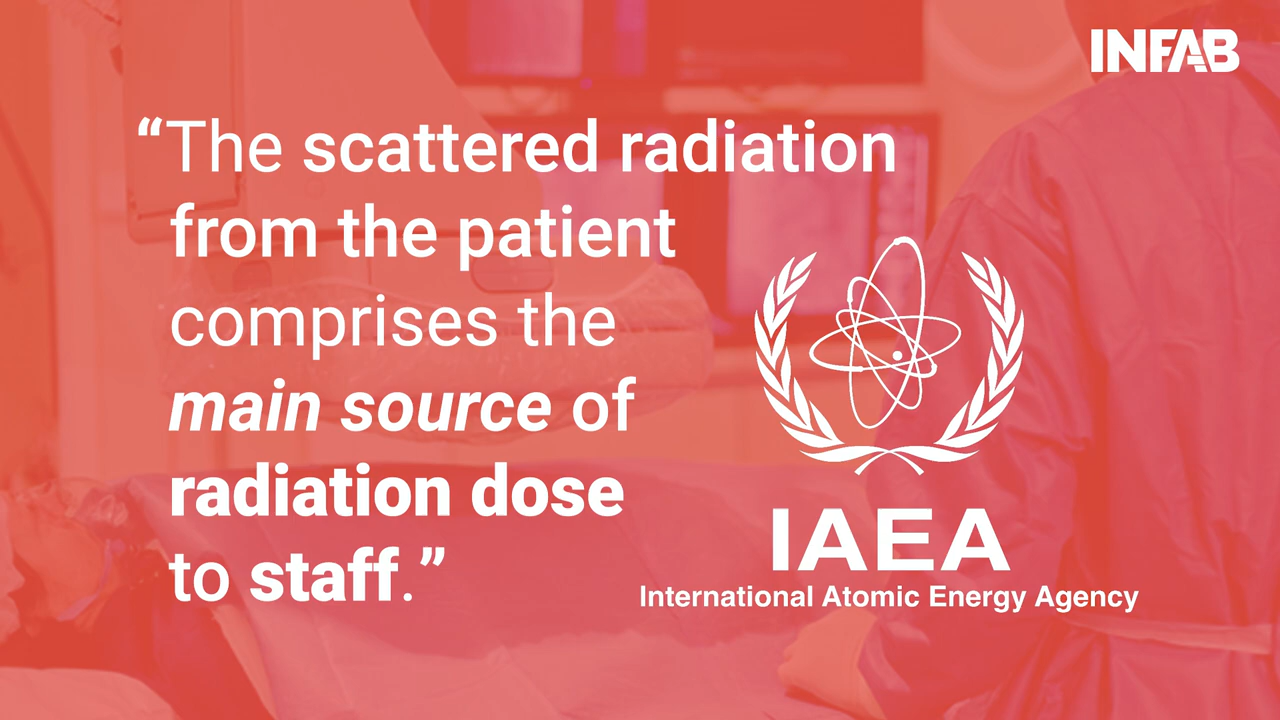 INFAB
“The scattered radiation
from the patient
comprises the
main source of
radiation dose
to staff.”
IAEA
International Atomic Energy Agency